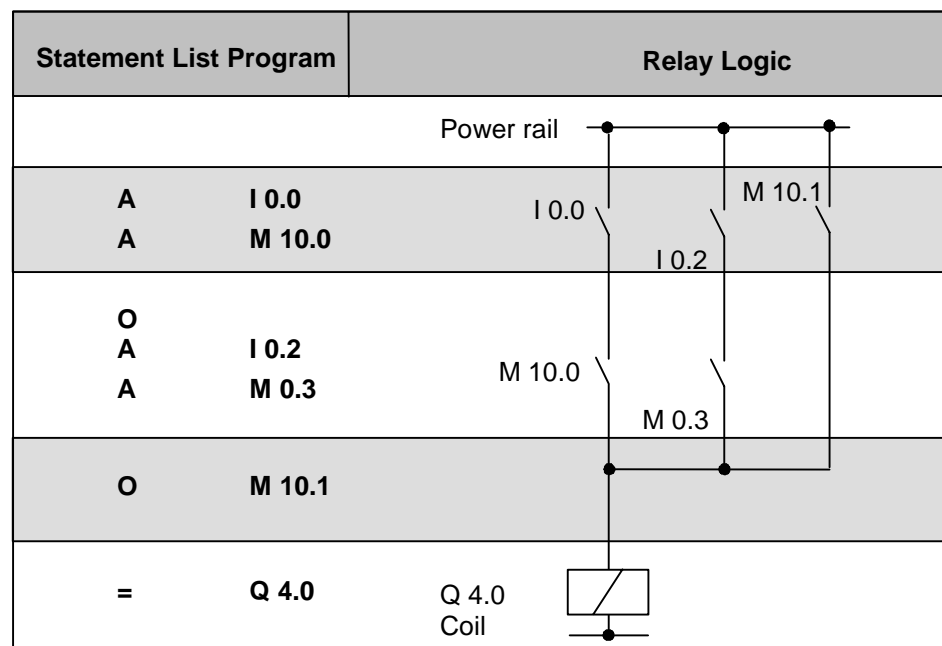 Statement List Program Relay Logic
Power rail
A I 0.0
A M 10.0
I 0.0
M 10.1
I 0.2
O
A I 0.2
A M 0.3
M 10.0
M 0.3
O M 10.1
= Q 4.0
Q 4.0
Coil